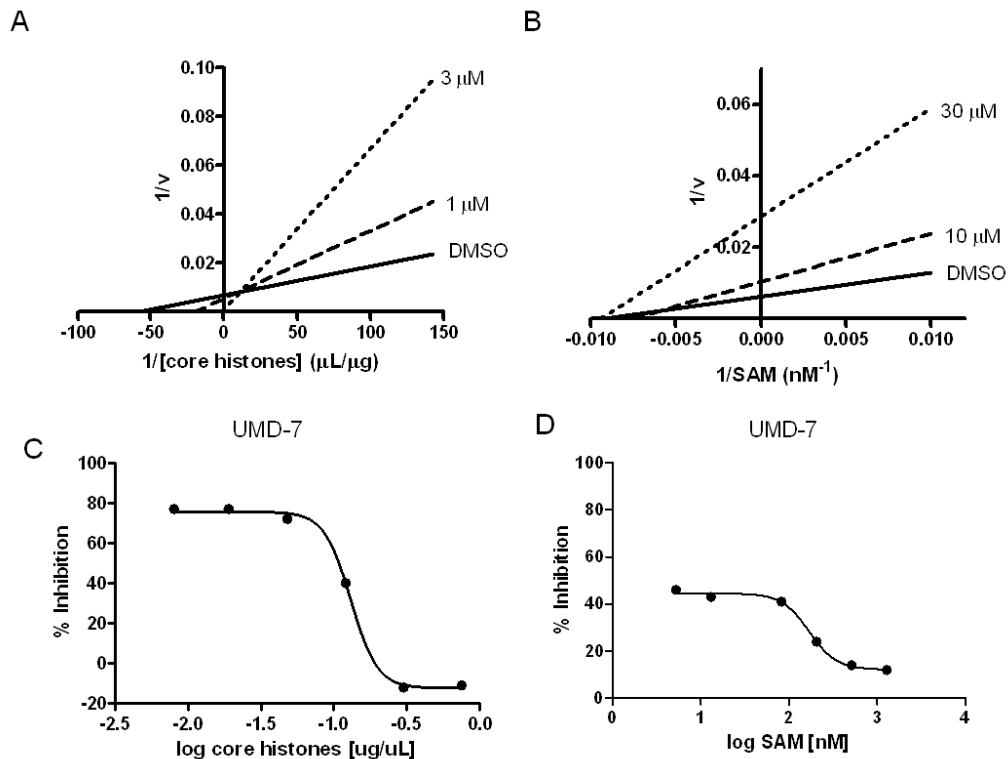 A
0.10
0.08
0.06
0.04
0.02
1/v
3 μM
1 μM
DMSO
-100
-50
0
50
100
150
1/[core histones] (μL/μg)
B
0.06
0.04
0.02
1/v
30 μM
10 μM
DMSO
-0.010
-0.005
0.000
0.005
0.010
1/SAM (nM-1)
C
UMD-7
100
80
60
40
20
0
-20
% Inhibition
-2.5
-2.0
-1.5
-1.0
-0.5
0.0
log core histones [ug/uL]
D
UMD-7
100
80
60
40
20
0
% Inhibition
0
1
2
3
4
log SAM [nM]